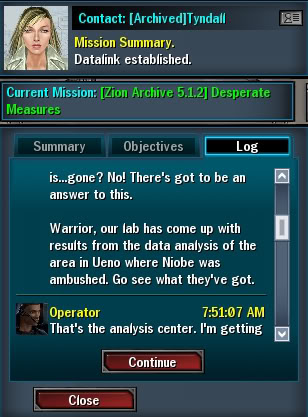 Contact: [Archived]Tyndall
Mission Summary.
Datalink established.
Current Mission: [Zion Archive 5.1.2] Desperate
Measures
Summary
Objectives
Log
is...gone? No! There's got to be an
answer to this.
Warrior, our lab has come up with
results from the data analysis of the
area in Ueno where Niobe was
ambushed. Go see what they've got.
Operator
7:51:07 AM
That's the analysis center. I'm getting
Continue
Close